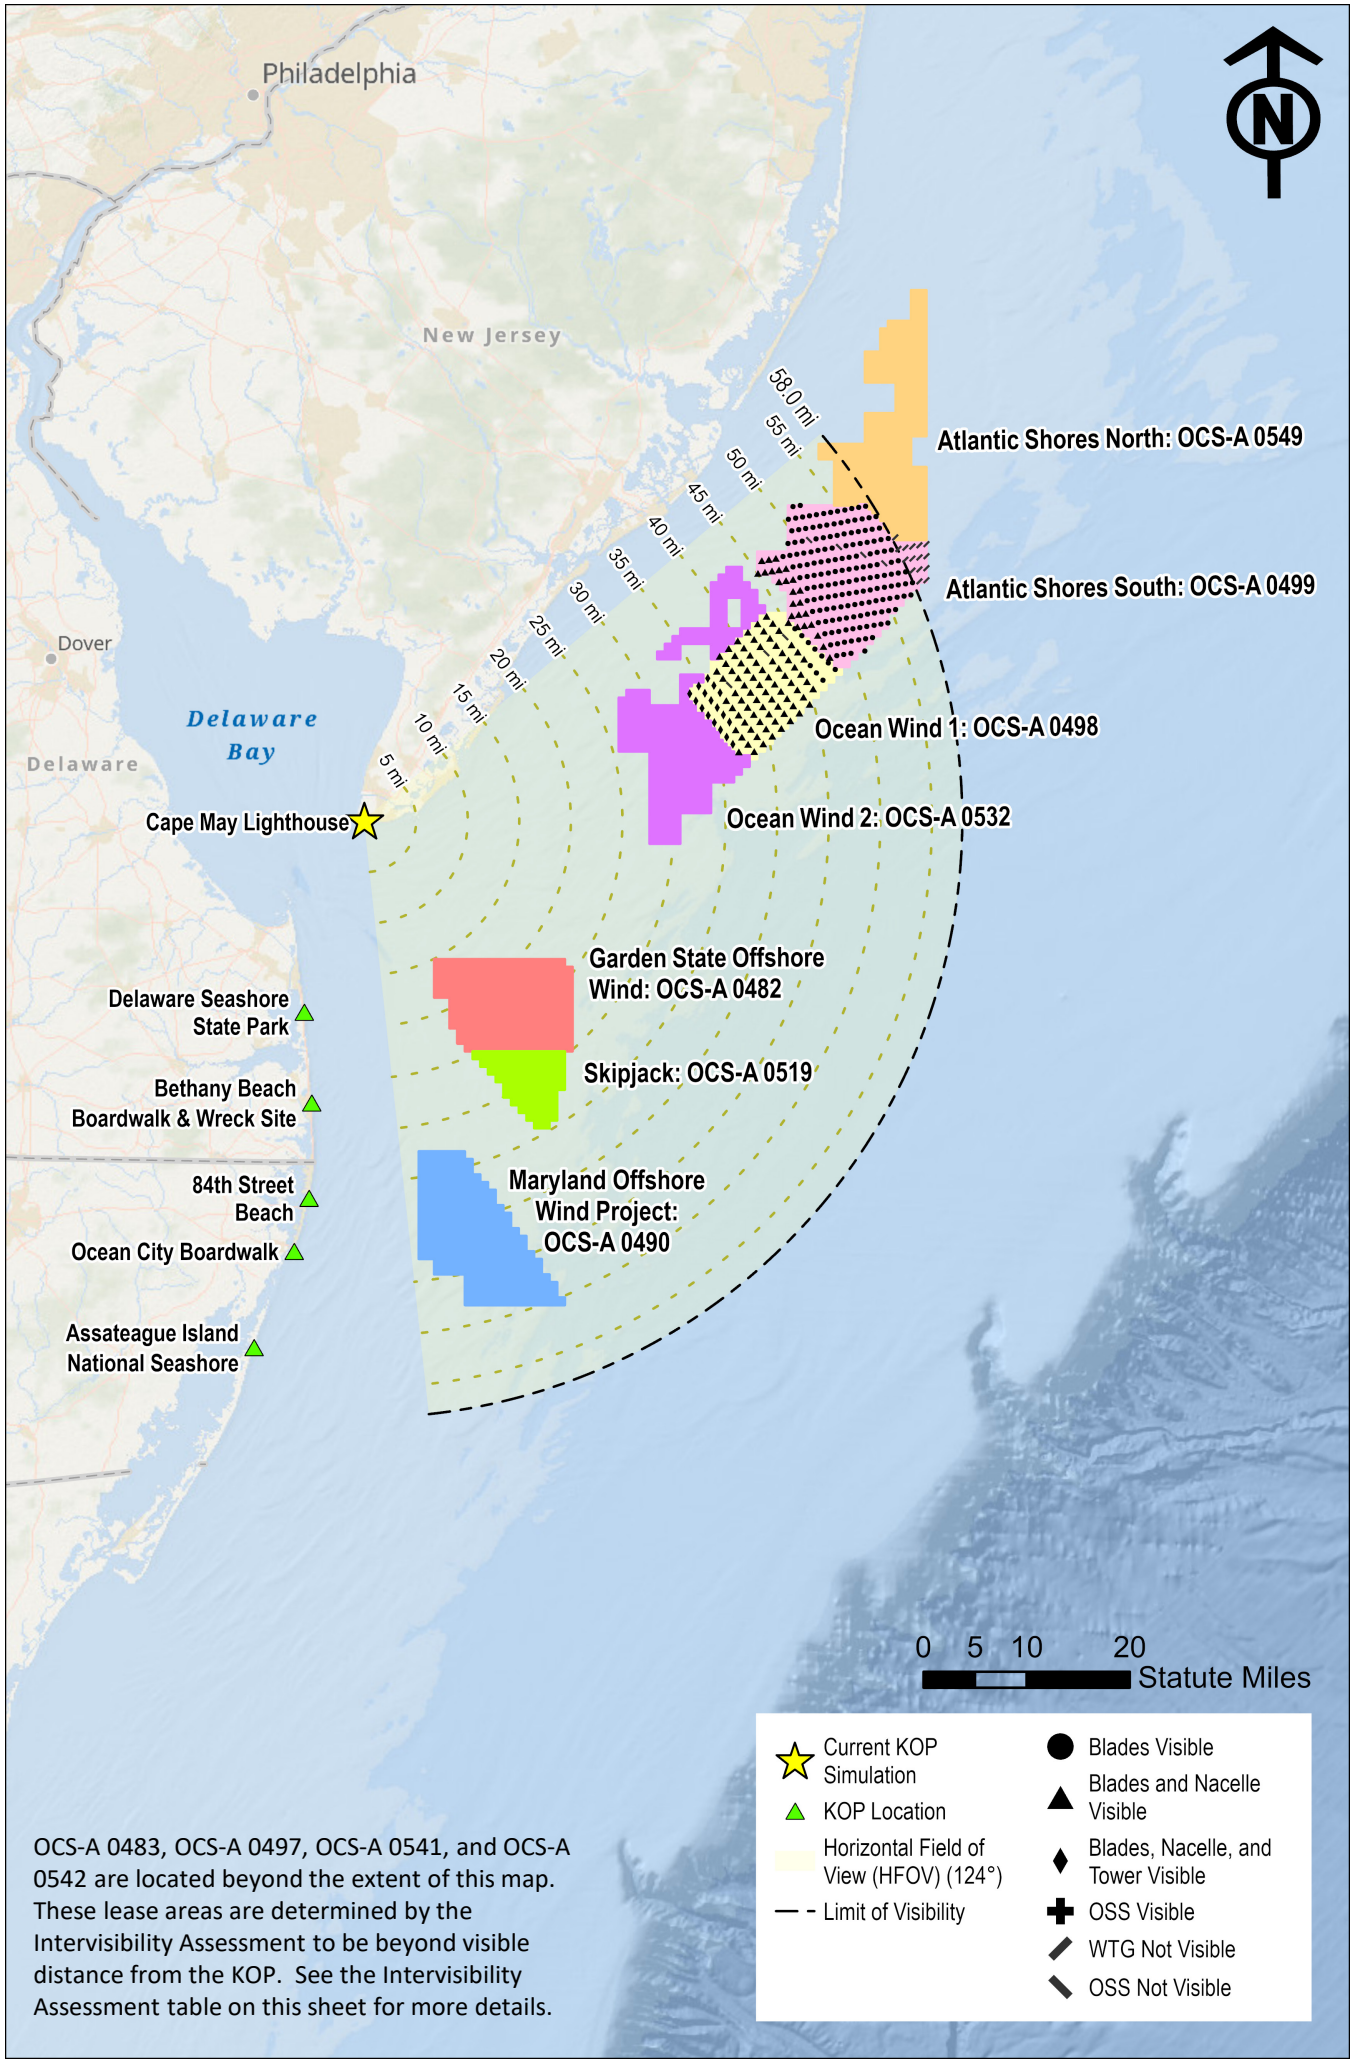 Philadelphia
N
New Jersey
58.0 mi
55 mi
50 mi
45 mi
40 mi
35 mi
30 mi
25 mi
20 mi
15 mi
10 mi
5 mi
Atlantic Shores North: OCS-A 0549
Atlantic Shores South: OCS-A 0499
Dover
Delaware
Bay
Delaware
Ocean Wind 1: OCS-A 0498
Cape May Lighthouse
Ocean Wind 2: OCS-A 0532
Garden State Offshore
Wind: OCS-A 0482
Delaware Seashore
State Park
Skipjack: OCS-A 0519
Bethany Beach
Boardwalk & Wreck Site
Maryland Offshore
Wind Project:
OCS-A 0490
84th Street
Beach
Ocean City Boardwalk
Assateague Island
National Seashore
0 5 10 20
Statute Miles
Current KOP
Simulation
KOP Location
Horizontal Field of
View (HFOV) (124°)
Limit of Visibility
Blades Visible
Blades and Nacelle
Visible
Blades, Nacelle, and
Tower Visible
OSS Visible
WTG Not Visible
OSS Not Visible
OCS-A 0483, OCS-A 0497, OCS-A 0541, and OCS-A
0542 are located beyond the extent of this map.
These lease areas are determined by the
Intervisibility Assessment to be beyond visible
distance from the KOP.  See the Intervisibility
Assessment table on this sheet for more details.